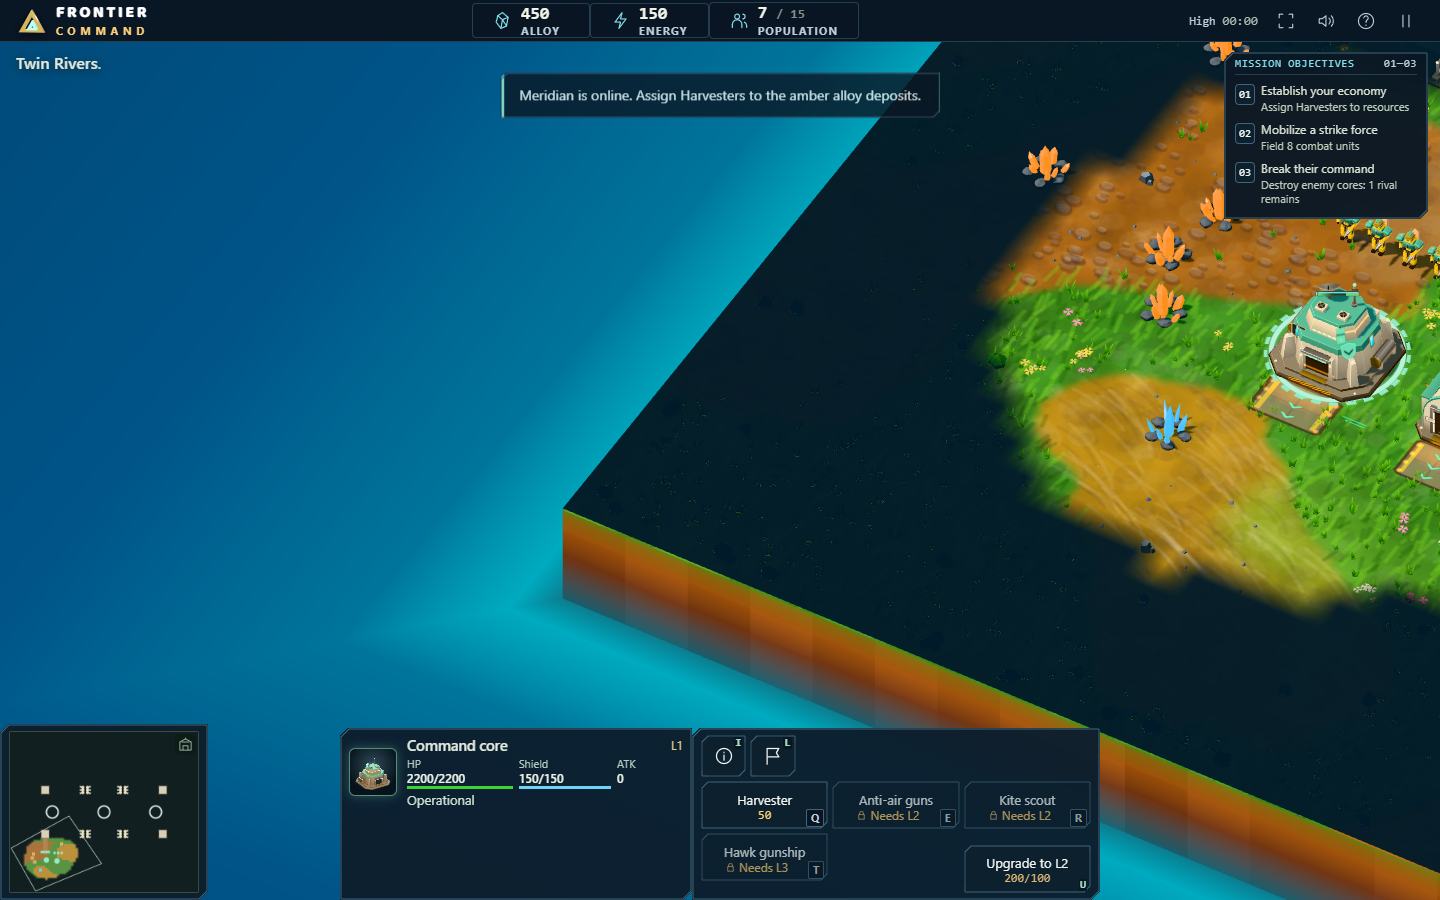 FRONTIER
COMMAND
450
ALLOY
150
ENERGY
7 / 15
POPULATION
High 00:00
Twin Rivers.
Meridian is online. Assign Harvesters to the amber alloy deposits.
MISSION OBJECTIVES 01—03
01 Establish your economy
Assign Harvesters to resources
02 Mobilize a strike force
Field 8 combat units
03 Break their command
Destroy enemy cores: 1 rival
remains
Command core L1
HP Shield ATK
2200/2200 150/150 0
Operational
I L
Harvester
50 Q
Anti-air guns
Needs L2 E
Kite scout
Needs L2 R
Hawk gunship
Needs L3 T
Upgrade to L2
200/100 U